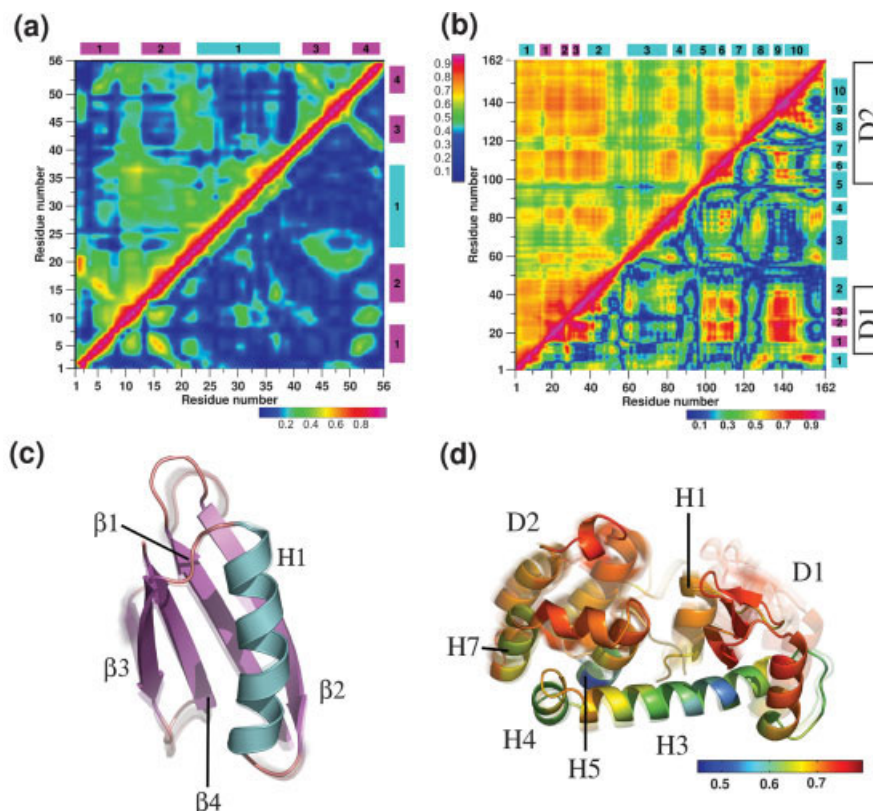 (a)
1 2 1 3 4
56
50
45
40
35
30
25
20
15
10
5
1
Residue number
4
3
1
2
1
1 5 10 15 20 25 30 35 40 45 50 56
Residue number
0.2 0.4 0.6 0.8
(b)
0.9
0.8
0.7
0.6
0.5
0.4
0.3
0.2
0.1
1 1 2 3 2 3 4 5 6 7 8 9 10
162
140
120
100
80
60
40
20
1
Residue number
10
9
8
7
6
5
4
3
2
3
2
1
1
D2
D1
1 20 40 60 80 100 120 140 162
Residue number
0.1 0.3 0.5 0.7 0.9
(c)
β1
H1
β3
β2
β4
(d)
H1
D2
D1
H7
H4
H3
H5
0.5 0.6 0.7